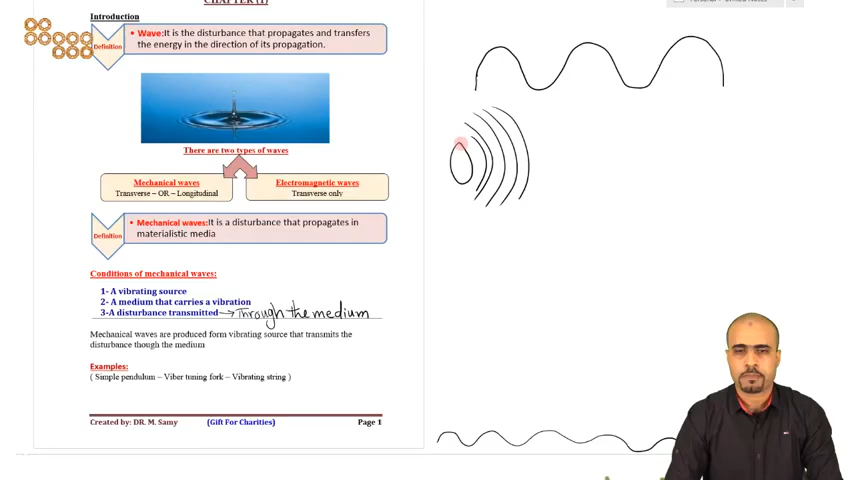 CHAPTER (1)
Introduction
Definition
• Wave:It is the disturbance that propagates and transfers
the energy in the direction of its propagation.
There are two types of waves
Mechanical waves
Transverse – OR – Longitudinal
Electromagnetic waves
Transverse only
Definition
• Mechanical waves:It is a disturbance that propagates in
materialistic media
Conditions of mechanical waves:
1- A vibrating source
2- A medium that carries a vibration
3-A disturbance transmitted → Through the medium
Mechanical waves are produced form vibrating source that transmits the
disturbance though the medium
Examples:
( Simple pendulum – Viber tuning fork – Vibrating string )
Created by: DR. M. Samy (Gift For Charities) Page 1